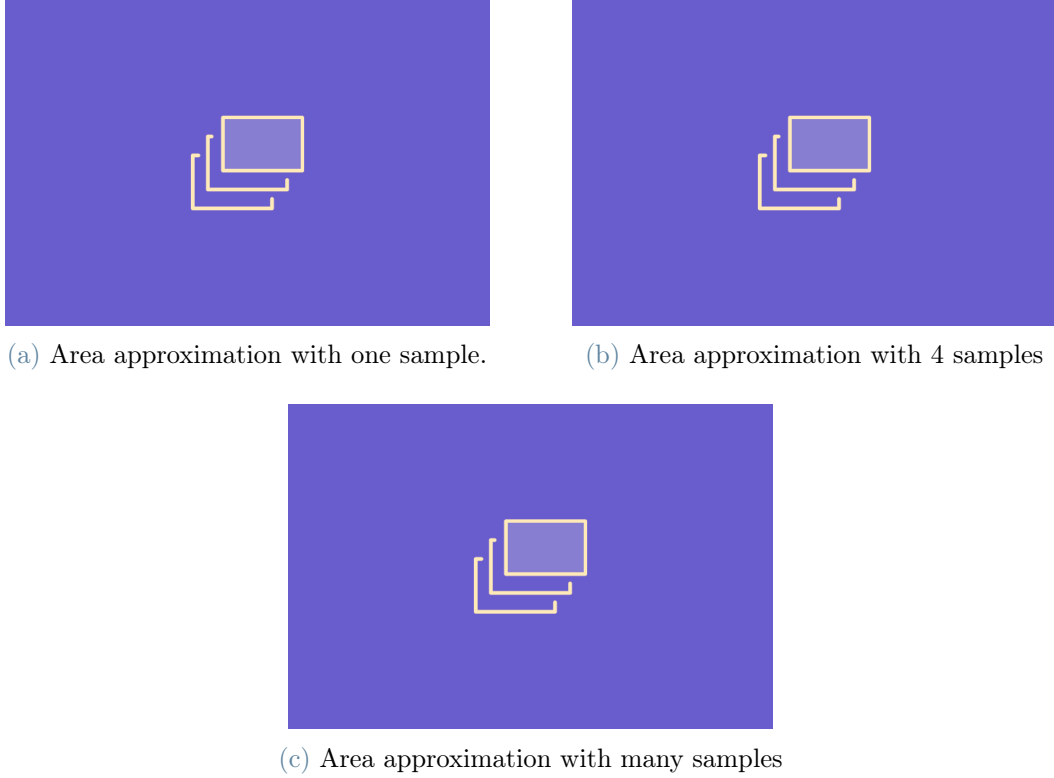 (a) Area approximation with one sample.
(b) Area approximation with 4 samples
(c) Area approximation with many samples